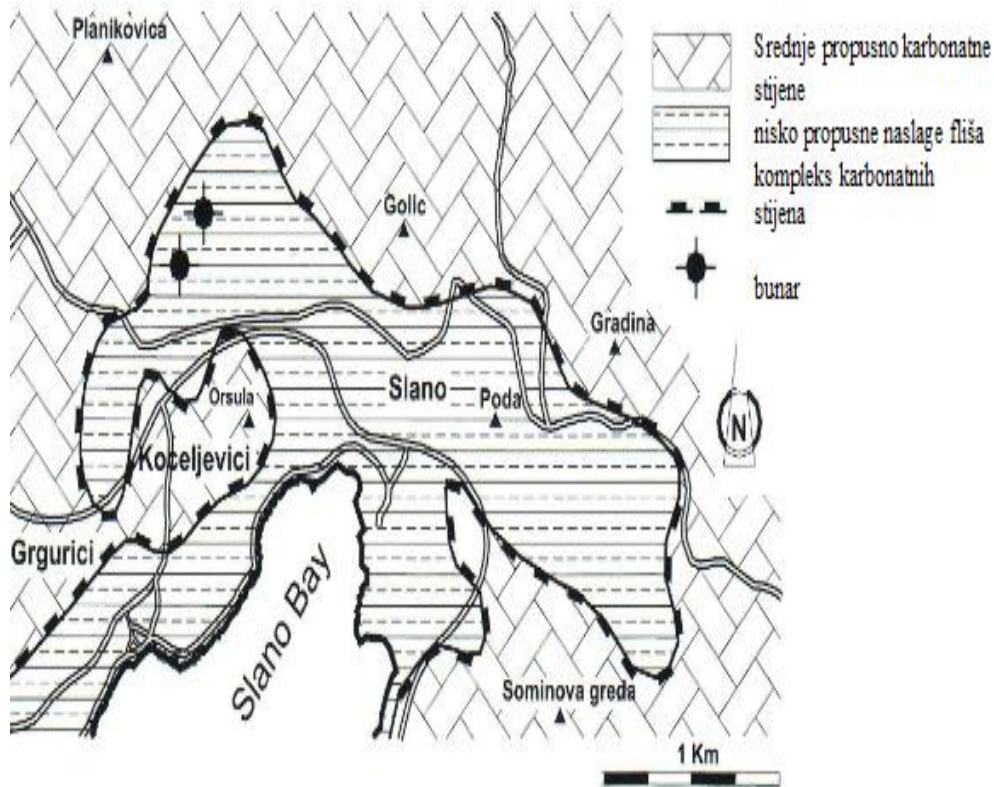 Planikovica
Golic
Gradina
Slano
Poda
Orsula
Koceljevici
Grgurici
Slano Bay
Sominova greda
Srednje propusno karbonatne
stijene
nisko propusne naslage fliša
kompleks karbonatnih
stijena
bunar
N
1 Km